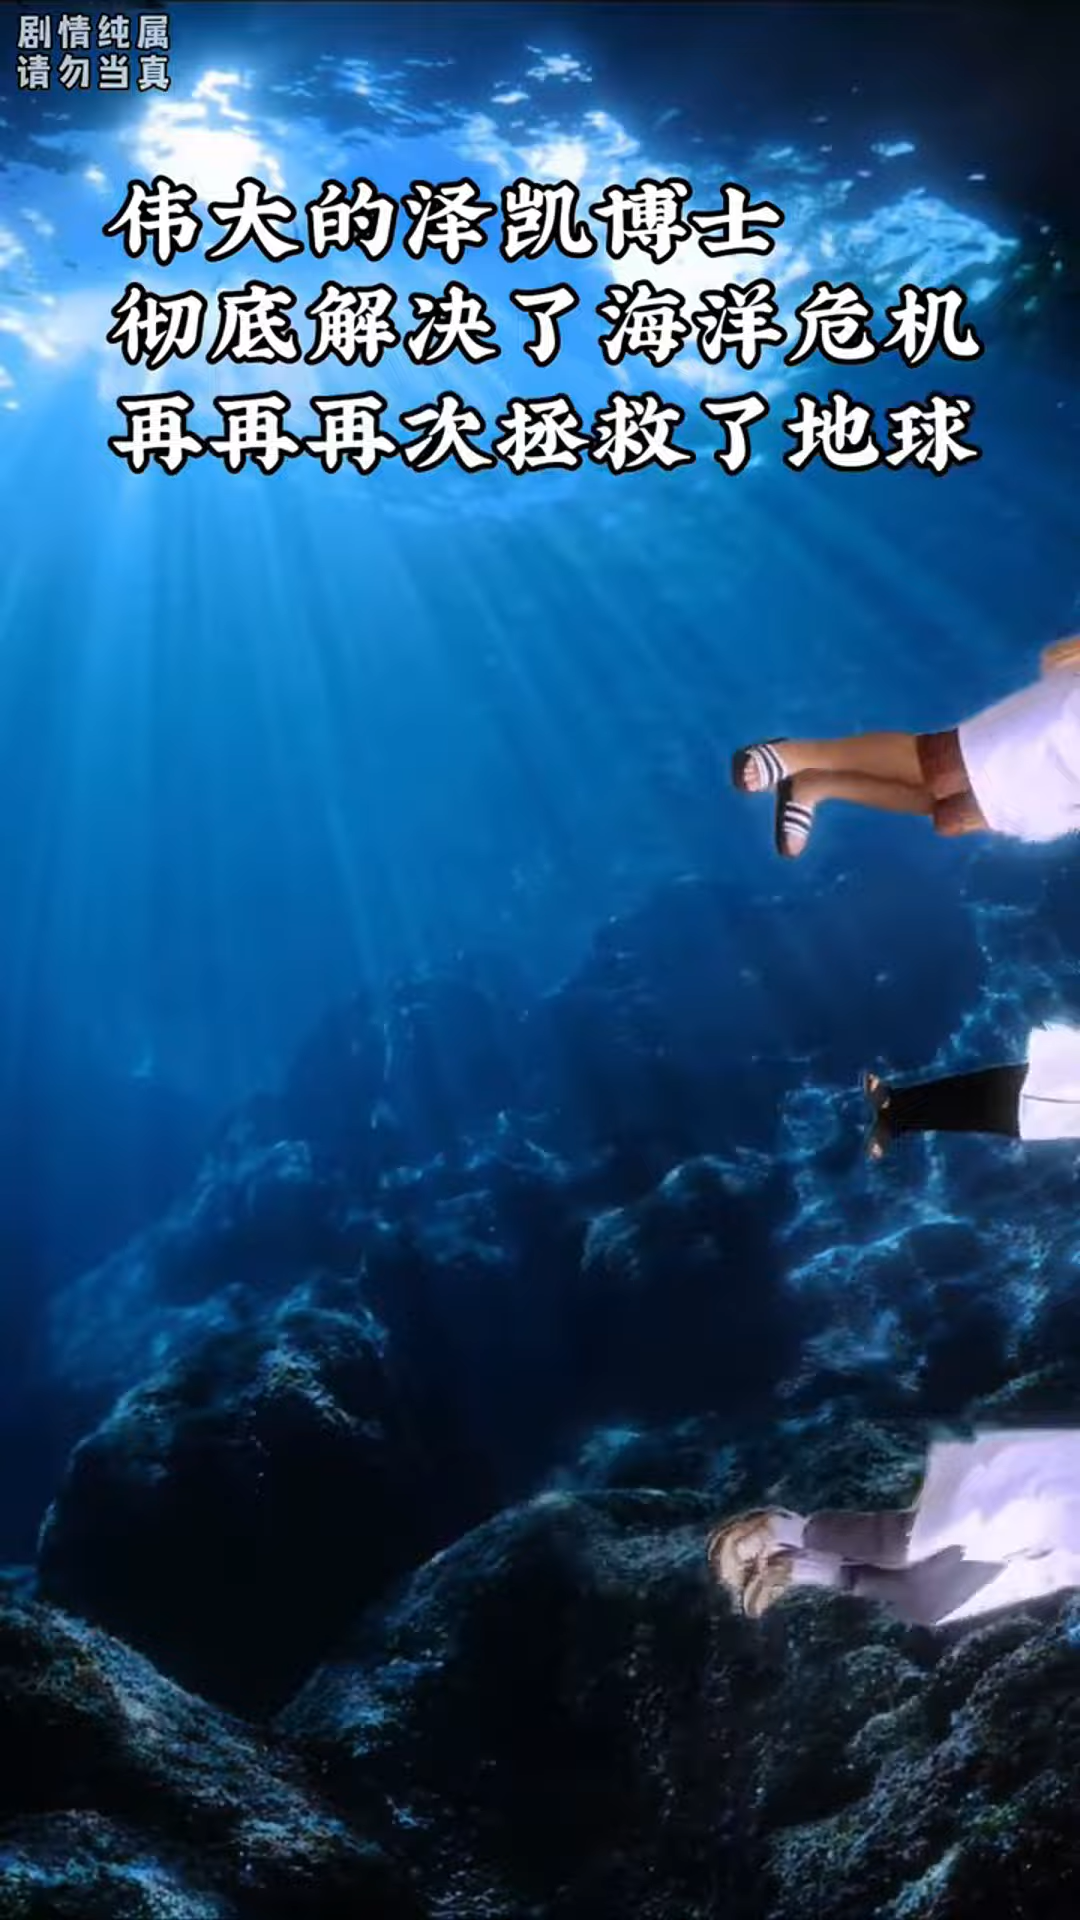 剧情纯属
请勿当真
伟大的泽凯博士
彻底解决了海洋危机
再再再次拯救了地球